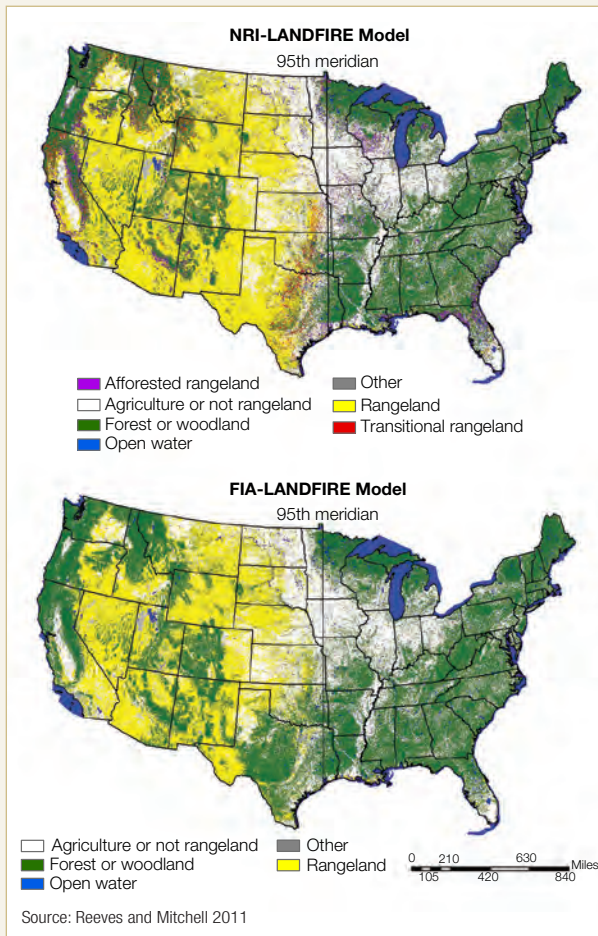 NRI-LANDFIRE Model
95th meridian
Afforested rangeland
Agriculture or not rangeland
Forest or woodland
Open water
Other
Rangeland
Transitional rangeland
FIA-LANDFIRE Model
95th meridian
Agriculture or not rangeland
Forest or woodland
Open water
Other
Rangeland
0 210 630 Miles
105 420 840
Source: Reeves and Mitchell 2011